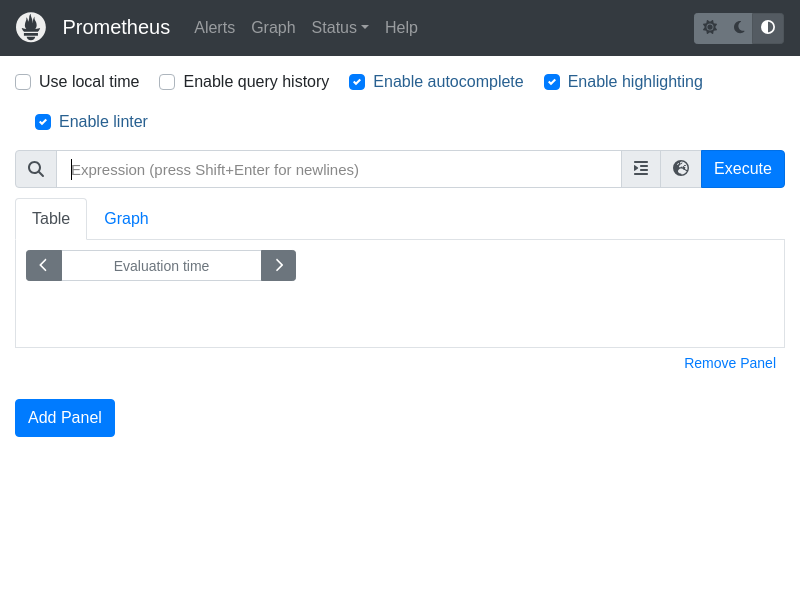 Prometheus Alerts Graph Status Help
Use local time Enable query history Enable autocomplete Enable highlighting
Enable linter
Expression (press Shift+Enter for newlines) Execute
Table Graph
Evaluation time
Remove Panel
Add Panel